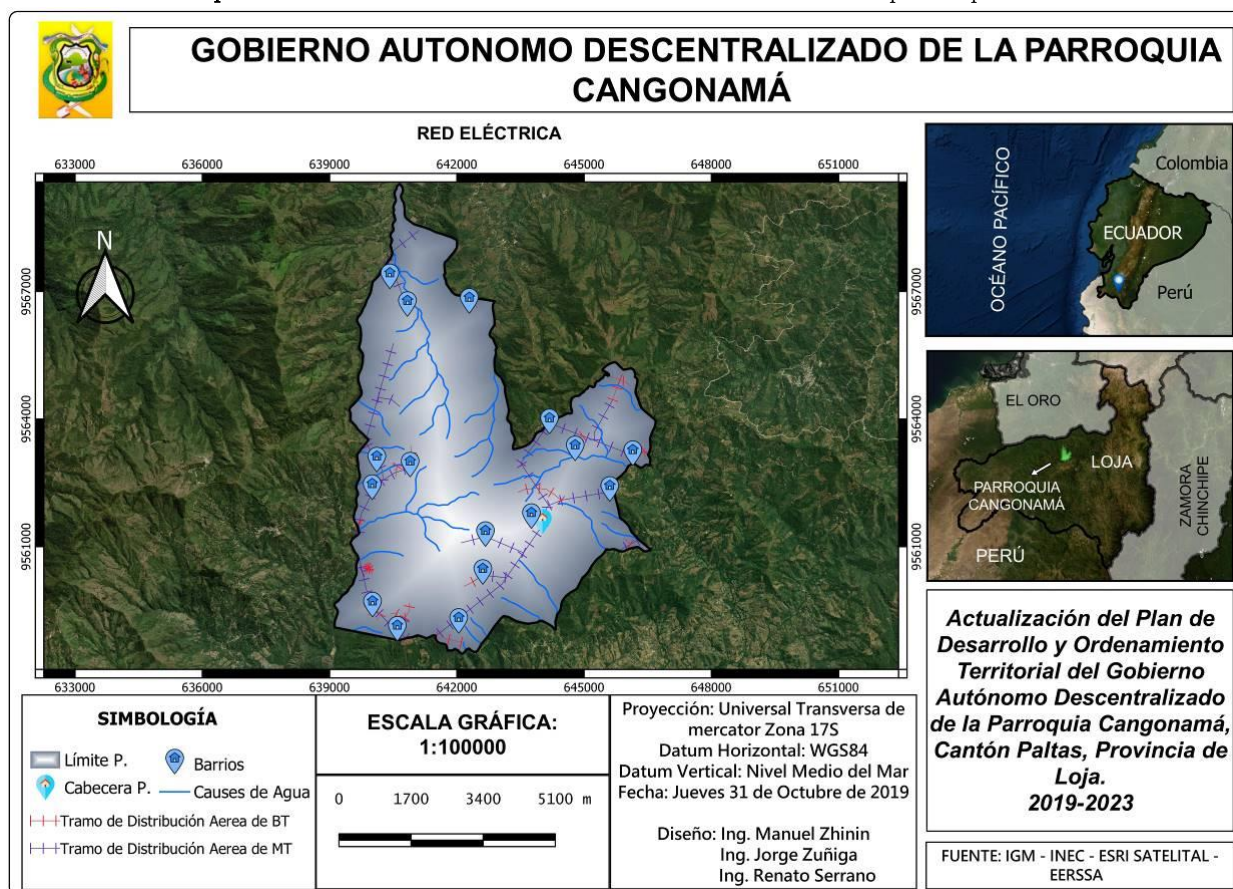 GOBIERNO AUTONOMO DESCENTRALIZADO DE LA PARROQUIA
CANGONAMÁ
RED ELÉCTRICA
633000 636000 639000 642000 645000 648000 651000
N
9567000 9567000
9564000 9564000
9561000 9561000
633000 636000 639000 642000 645000 648000 651000
OCÉANO PACÍFICO
Colombia
ECUADOR
Perú
EL ORO
LOJA
PARROQUIA
CANGONAMÁ
ZAMORA
CHINCHIPE
PERÚ
SIMBOLOGÍA
Límite P.
Barrios
Cabecera P.
Causes de Agua
Tramo de Distribución Aerea de BT
Tramo de Distribución Aerea de MT
ESCALA GRÁFICA:
1:100000
0 1700 3400 5100 m
Proyección: Universal Transversa de
mercator Zona 17S
Datum Horizontal: WGS84
Datum Vertical: Nivel Medio del Mar
Fecha: Jueves 31 de Octubre de 2019
Diseño: Ing. Manuel Zhinin
Ing. Jorge Zuñiga
Ing. Renato Serrano
Actualización del Plan de
Desarrollo y Ordenamiento
Territorial del Gobierno
Autónomo Descentralizado
de la Parroquia Cangonamá,
Cantón Paltas, Provincia de
Loja.
2019-2023
FUENTE: IGM - INEC - ESRI SATELITAL -
EERSSA